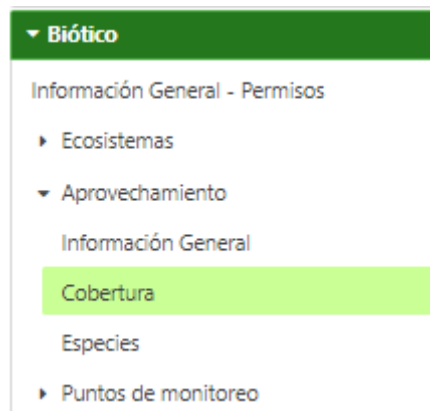 Biótico
Información General - Permisos
Ecosistemas
Aprovechamiento
Información General
Cobertura
Especies
Puntos de monitoreo